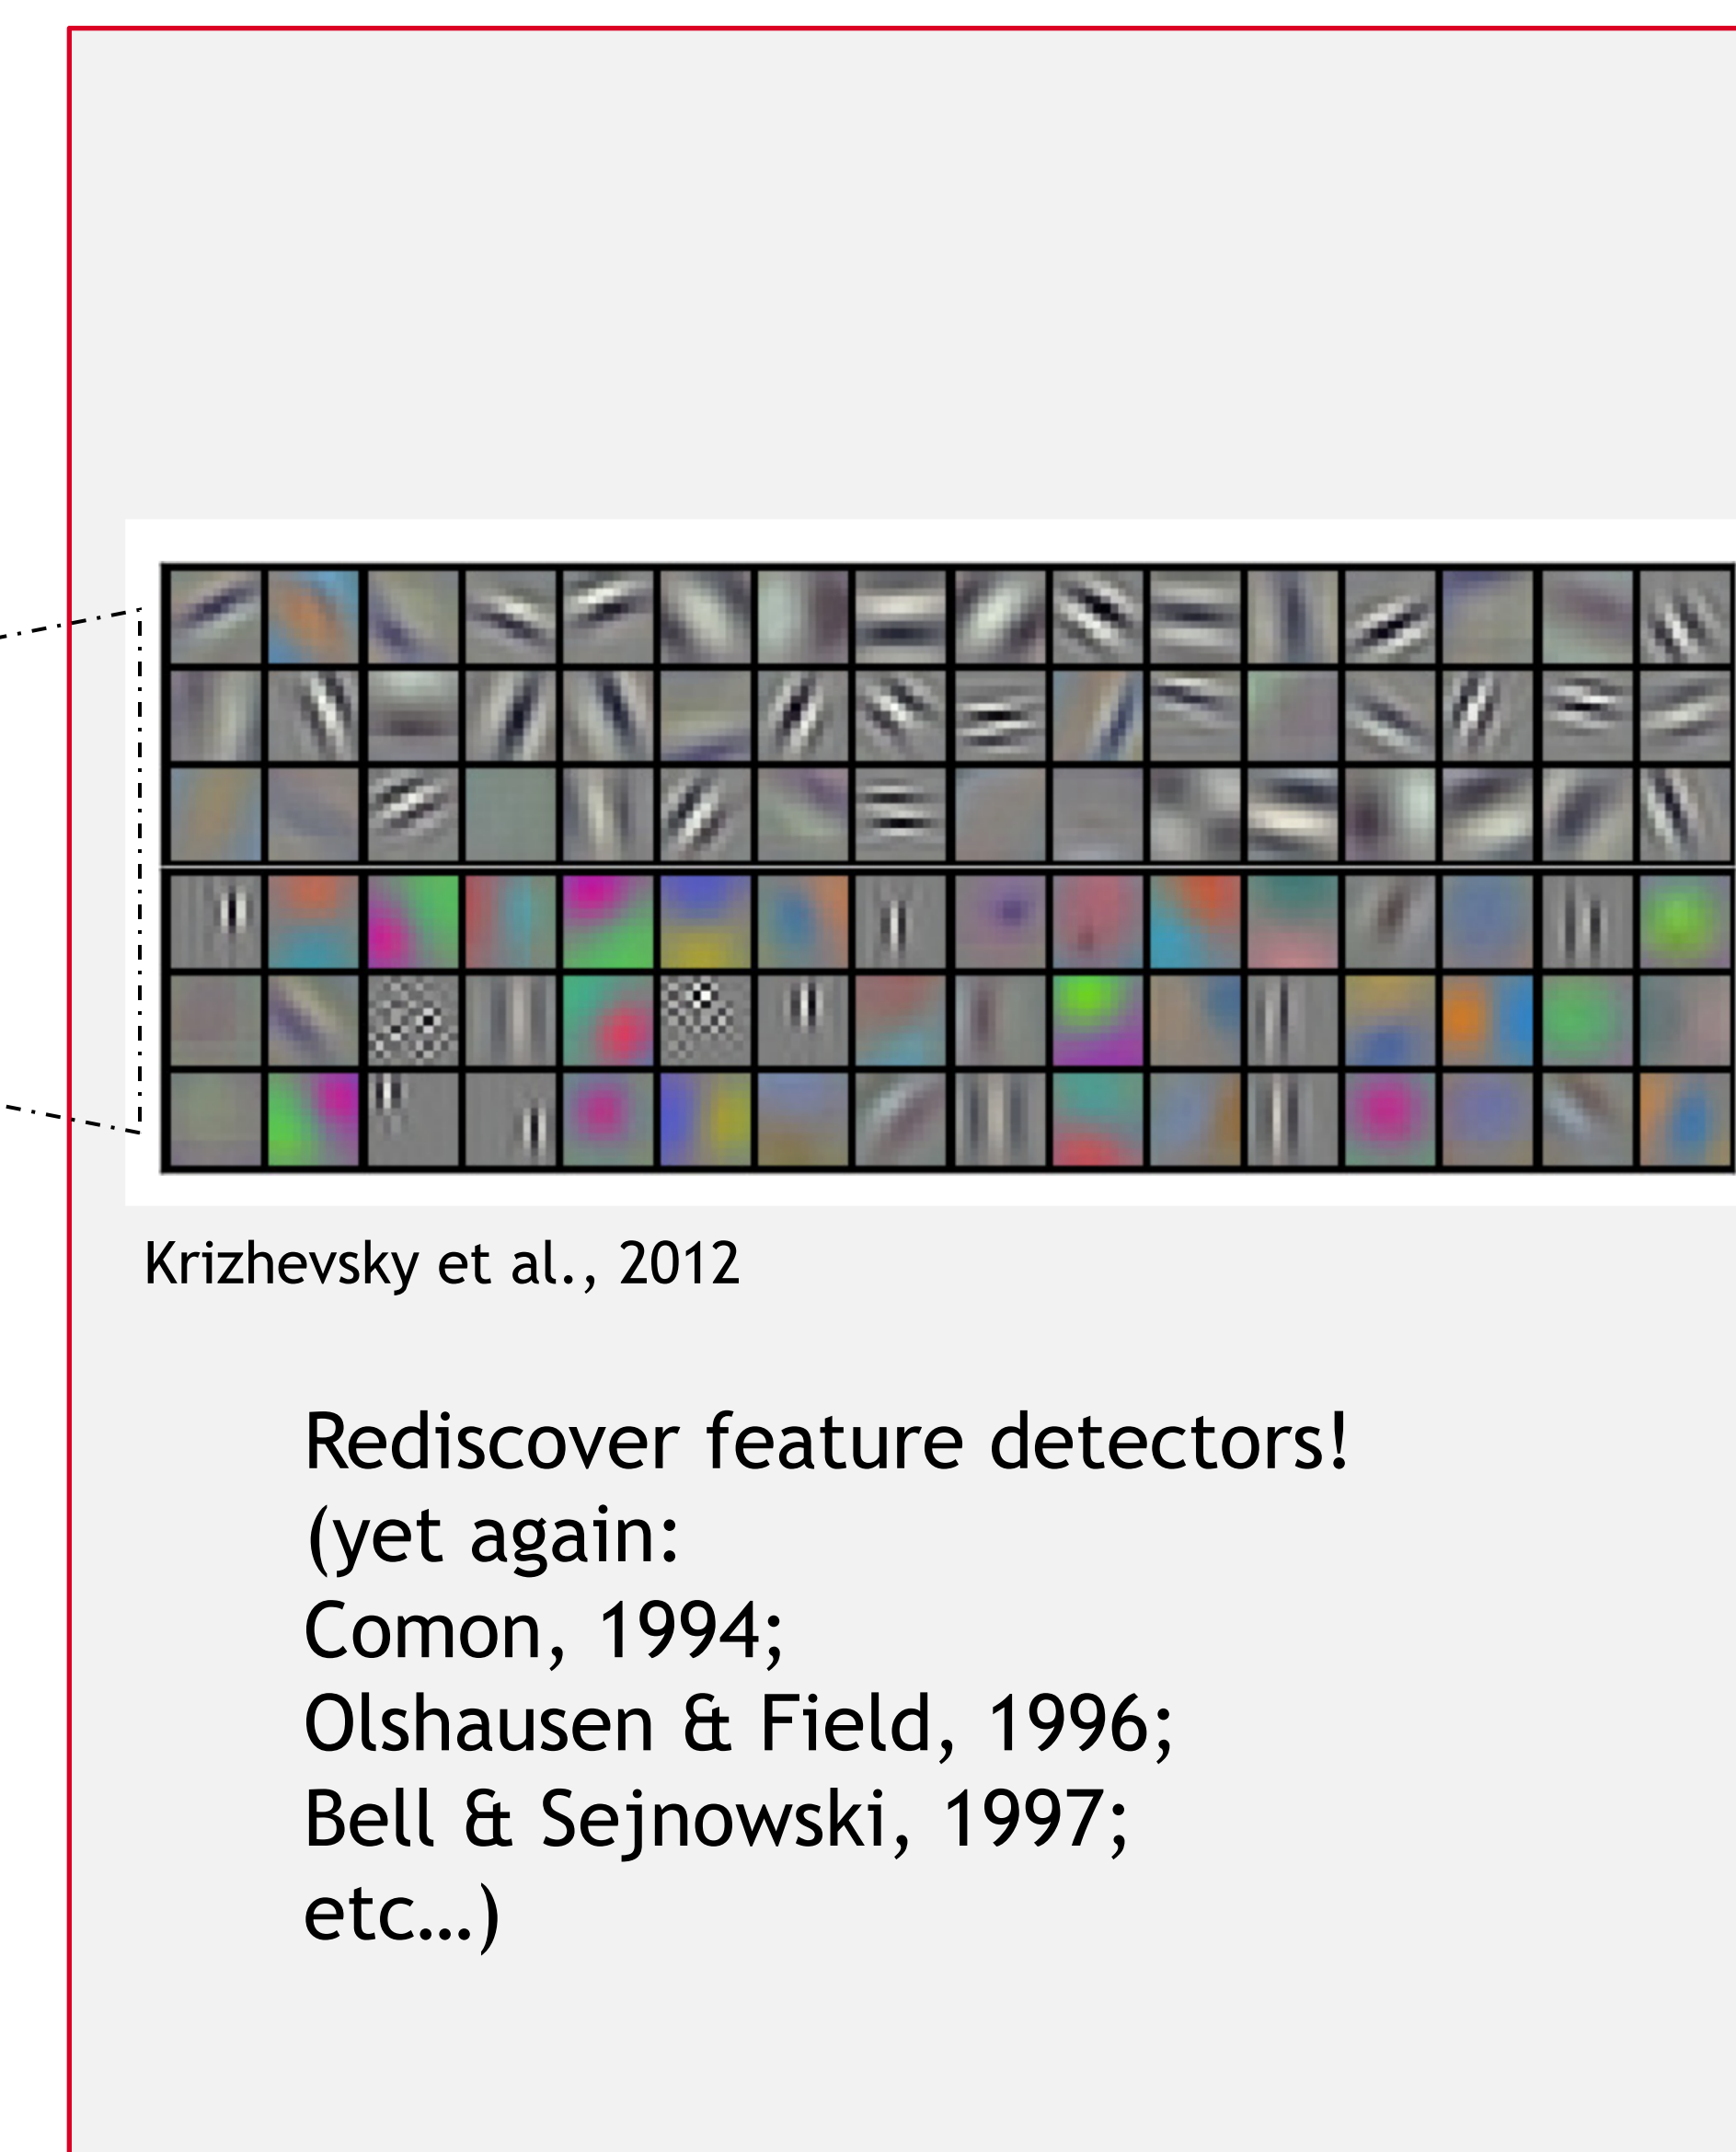 Krizhevsky et al., 2012
Rediscover feature detectors!
(yet again:
Comon, 1994;
Olshausen & Field, 1996;
Bell & Sejnowski, 1997;
etc…)